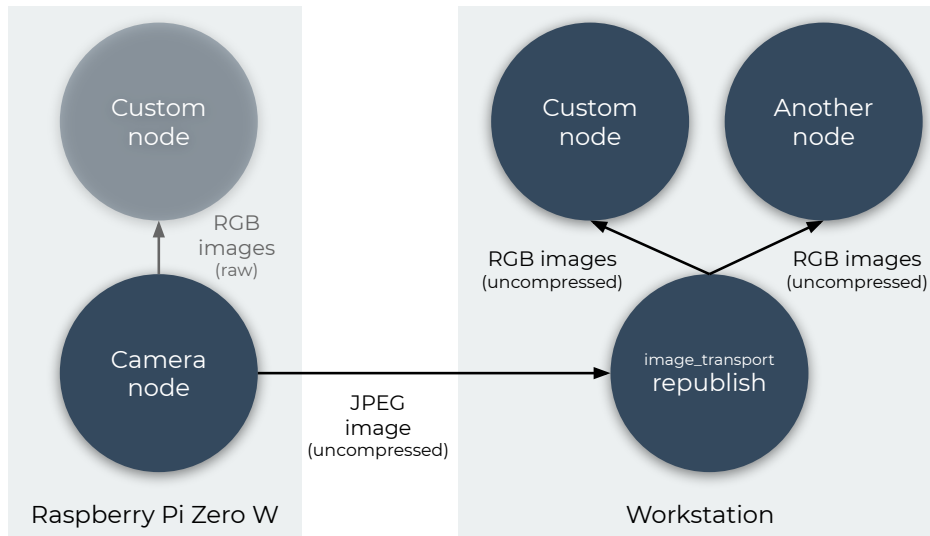 Custom
node
RGB
images
(raw)
Camera
node
Raspberry Pi Zero W
JPEG
image
(uncompressed)
Custom
node
Another
node
RGB images
(uncompressed)
RGB images
(uncompressed)
image_transport
republish
Workstation